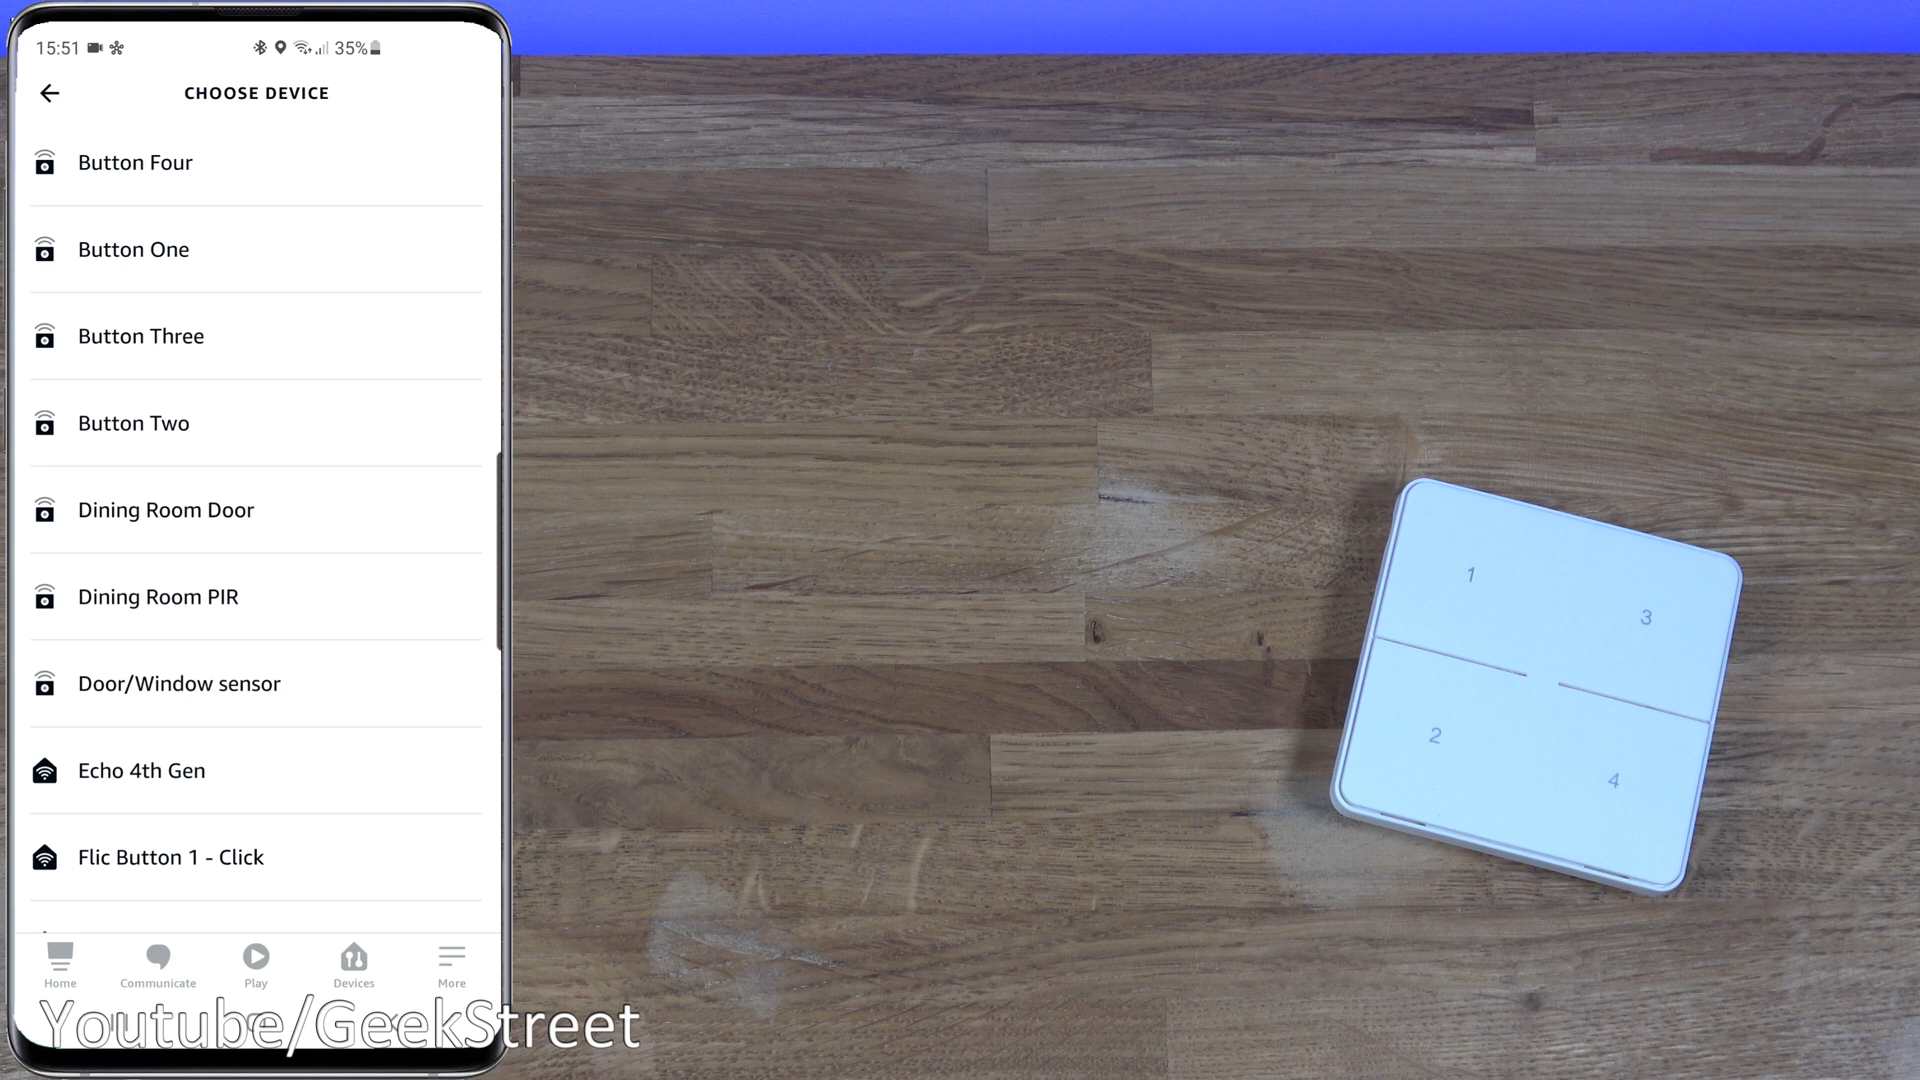 15:51
35%
CHOOSE DEVICE
Button Four
Button One
Button Three
Button Two
Dining Room Door
Dining Room PIR
Door/Window sensor
Echo 4th Gen
Flic Button 1 - Click
Home
Communicate
Play
Devices
More
Youtube/GeekStreet
1
3
2
4